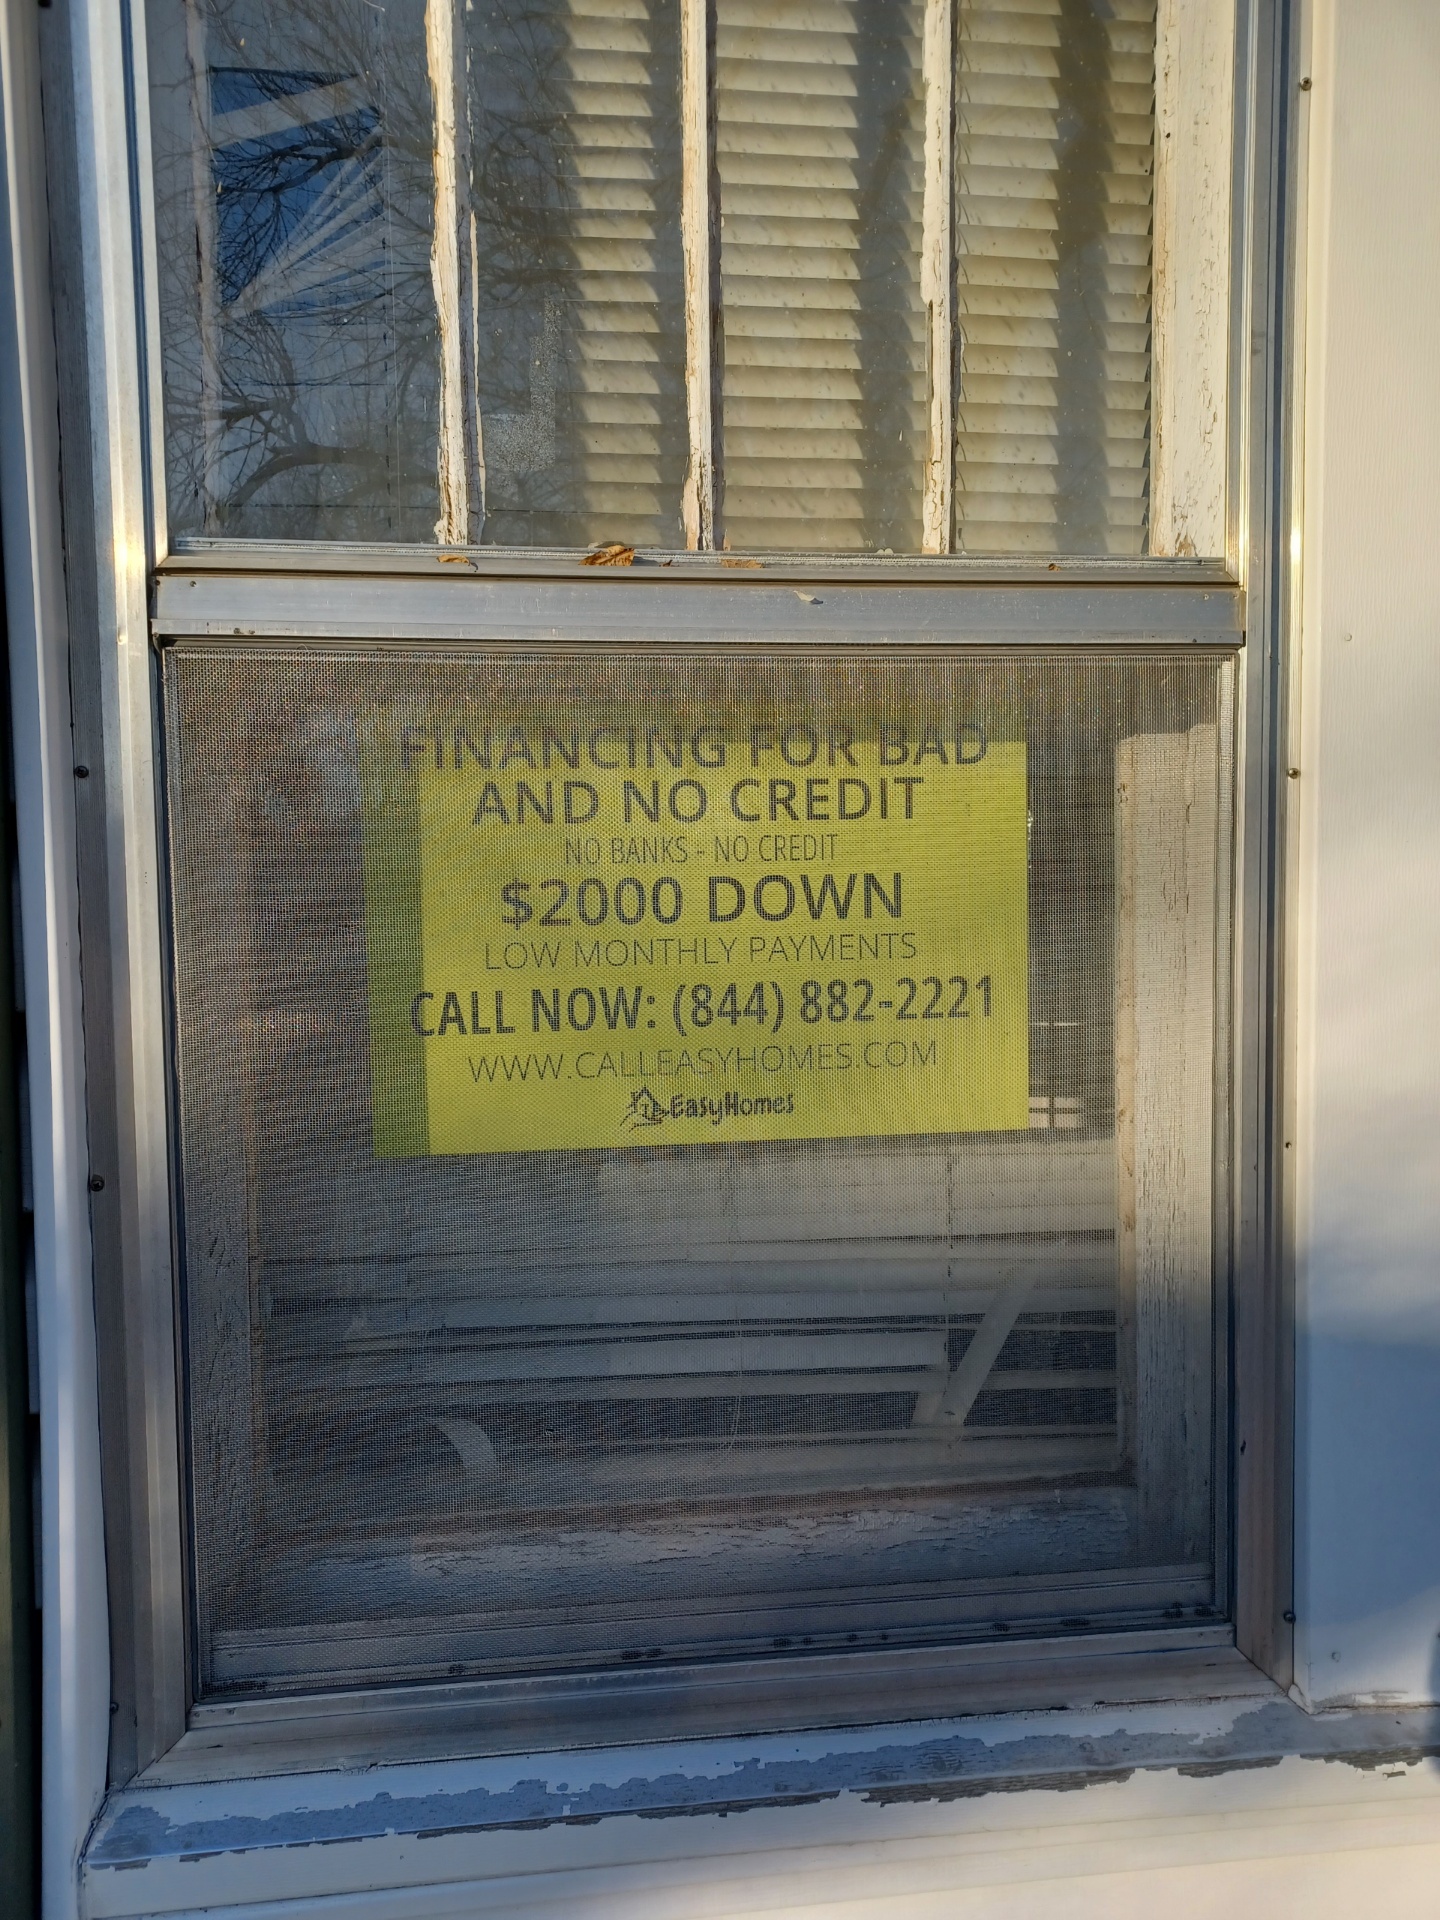 FINANCING FOR BAD
AND NO CREDIT
NO BANKS - NO CREDIT
$2000 DOWN
LOW MONTHLY PAYMENTS
CALL NOW: (844) 882-2221
WWW.CALLEASYHOMES.COM
EasyHomes